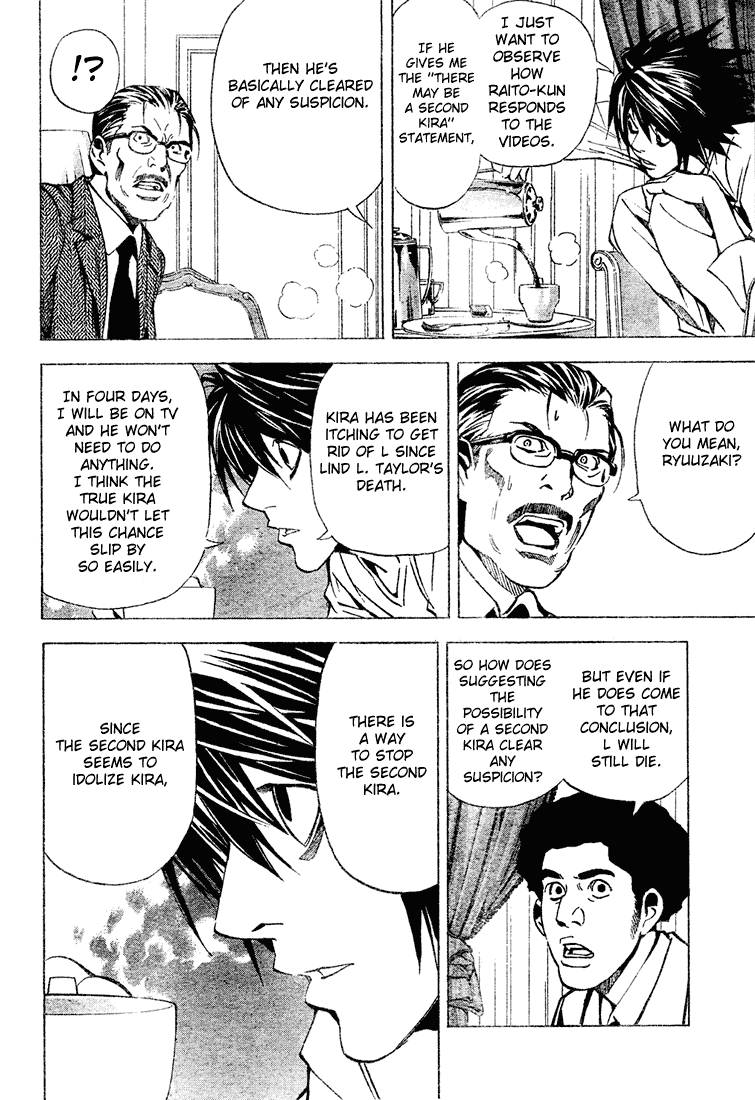 I JUST
WANT TO
OBSERVE
HOW
RAITO-KUN
RESPONDS
TO THE
VIDEOS.
IF HE
GIVES ME
THE "THERE
MAY BE
A SECOND
KIRA"
STATEMENT,
THEN HE'S
BASICALLY CLEARED
OF ANY SUSPICION.
!?
WHAT DO
YOU MEAN,
RYUUZAKI?
KIRA HAS BEEN
ITCHING TO GET
RID OF L SINCE
LIND L. TAYLOR'S
DEATH.
IN FOUR DAYS,
I WILL BE ON TV
AND HE WON'T
NEED TO DO
ANYTHING.
I THINK THE
TRUE KIRA
WOULDN'T LET
THIS CHANCE
SLIP BY
SO EASILY.
BUT EVEN IF
HE DOES COME
TO THAT
CONCLUSION,
L WILL
STILL DIE.
SO HOW DOES
SUGGESTING
THE
POSSIBILITY
OF A SECOND
KIRA CLEAR
ANY
SUSPICION?
THERE IS
A WAY
TO STOP
THE SECOND
KIRA.
SINCE
THE SECOND KIRA
SEEMS TO
IDOLIZE KIRA,